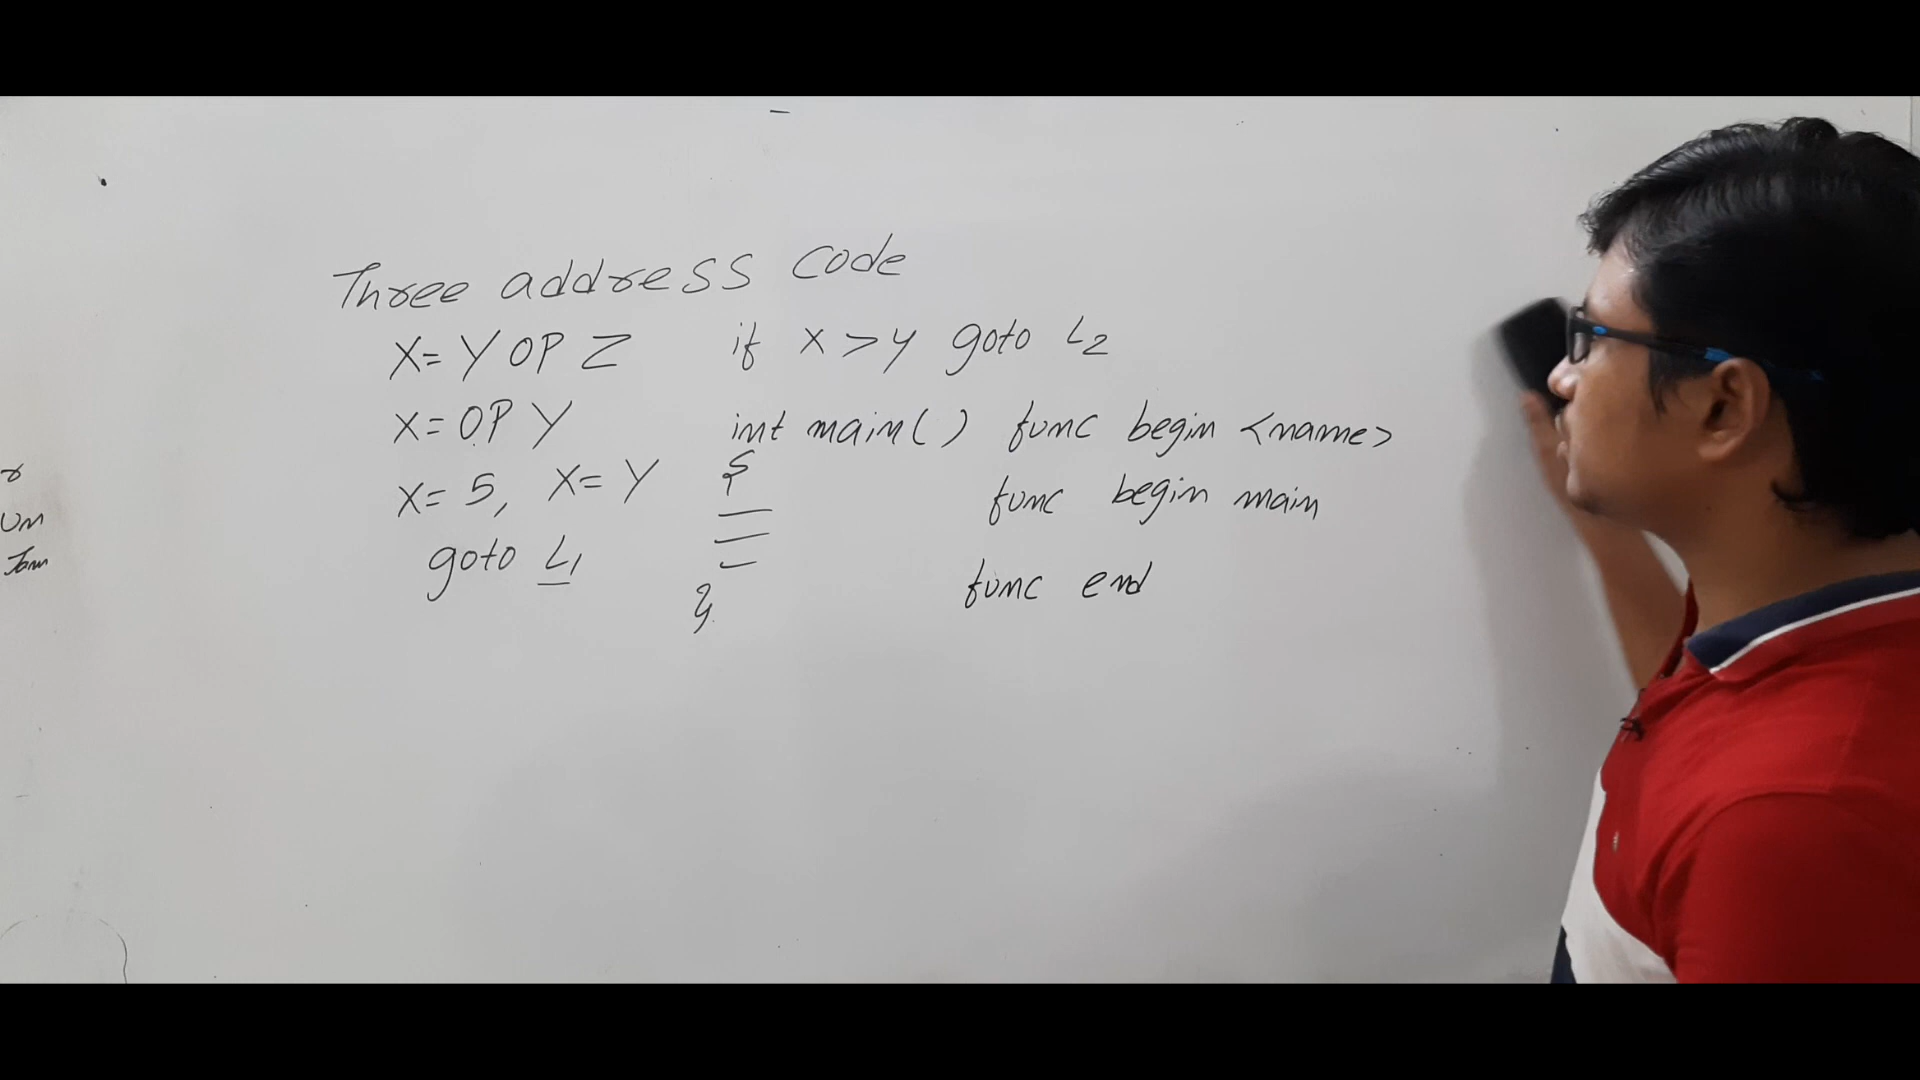 Three address code
X = Y OP Z
X = OP Y
X = 5, X = Y
goto L1
if x > y goto L2
int main() func begin <name>
{
func begin main
}
func end